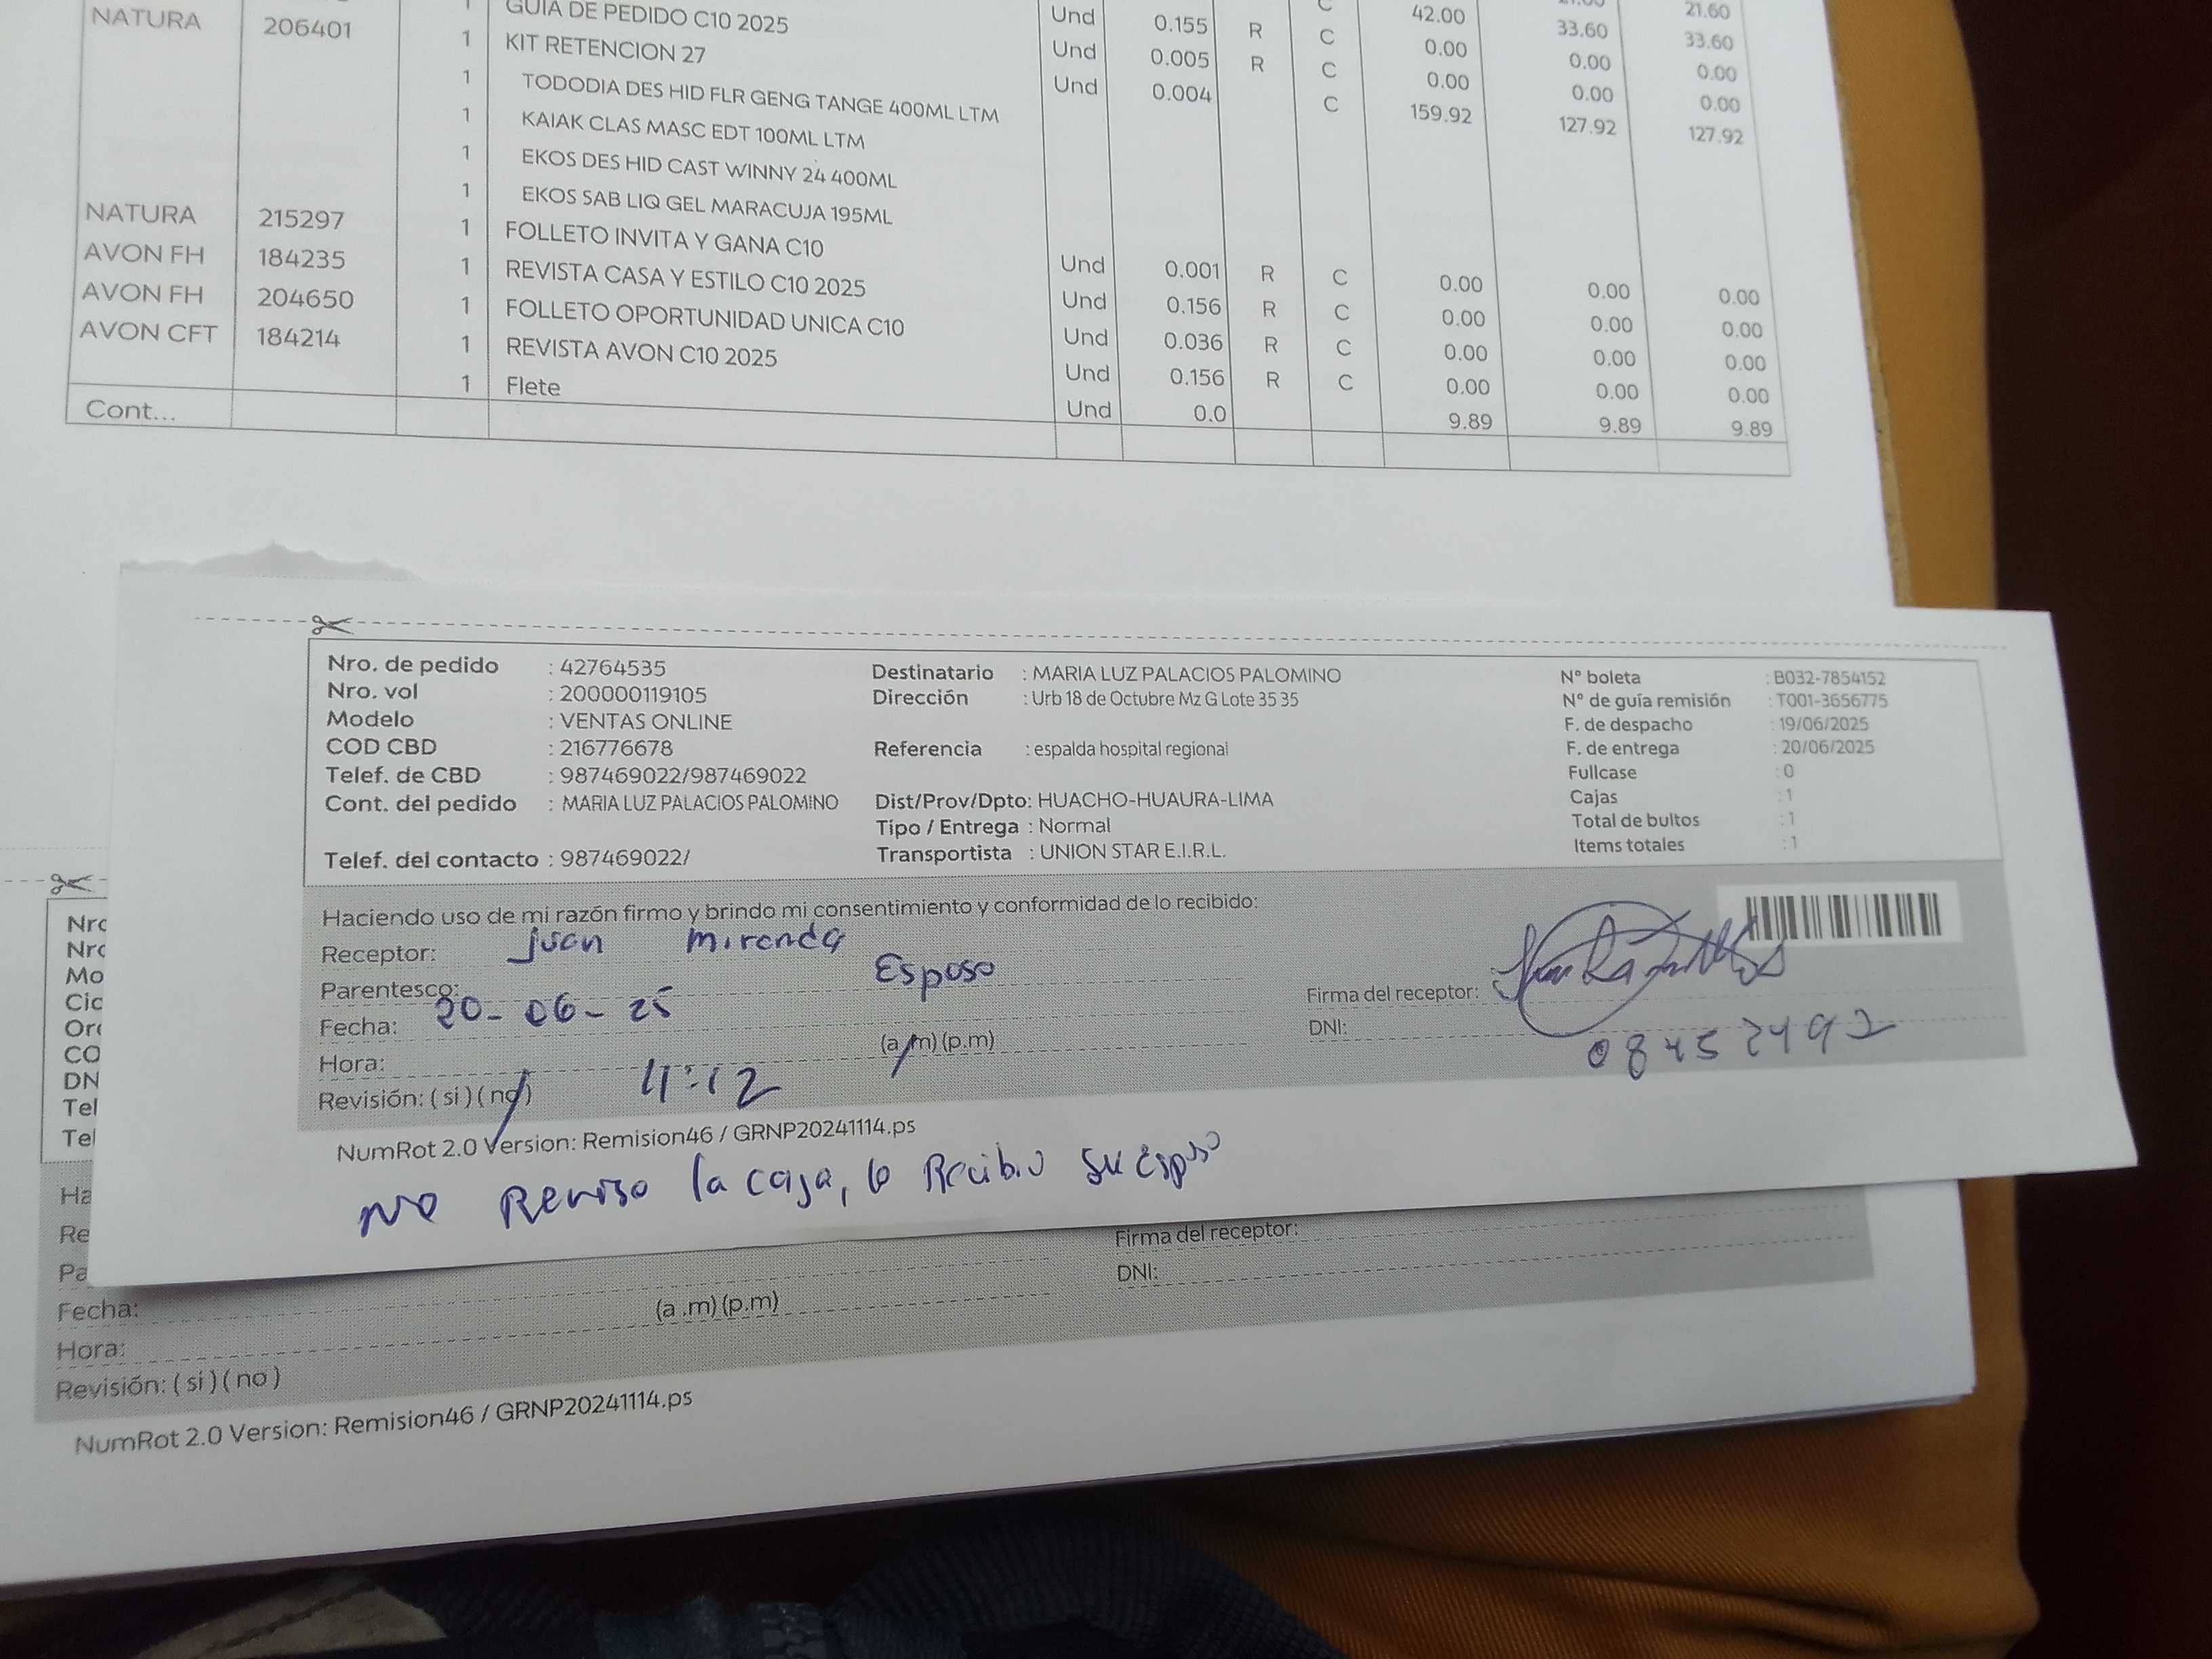 GUIA DE PEDIDO C10 2025 Und 0.155 R C 42.00 33.60 33.60
NATURA 206401 1 KIT RETENCION 27 Und 0.005 R C 0.00 0.00 0.00
1 TODODIA DES HID FLR GENG TANGE 400ML LTM Und 0.004 C 0.00 0.00 0.00
1 KAIAK CLAS MASC EDT 100ML LTM 159.92 127.92 127.92
1 EKOS DES HID CAST WINNY 24 400ML
1 EKOS SAB LIQ GEL MARACUJA 195ML
NATURA 215297 1 FOLLETO INVITA Y GANA C10 Und 0.001 R C 0.00 0.00 0.00
AVON FH 184235 1 REVISTA CASA Y ESTILO C10 2025 Und 0.156 R C 0.00 0.00 0.00
AVON FH 204650 1 FOLLETO OPORTUNIDAD UNICA C10 Und 0.036 R C 0.00 0.00 0.00
AVON CFT 184214 1 REVISTA AVON C10 2025 Und 0.156 R C 0.00 0.00 0.00
1 Flete Und 0.0 9.89 9.89 9.89
Cont...
Nro. de pedido : 42764535 Destinatario : MARIA LUZ PALACIOS PALOMINO N° boleta : B032-7854152
Nro. vol : 200000119105 Dirección : Urb 18 de Octubre Mz G Lote 35 35 N° de guía remisión : T001-3656775
Modelo : VENTAS ONLINE F. de despacho : 19/06/2025
COD CBD : 216776678 Referencia : espalda hospital regional F. de entrega : 20/06/2025
Telef. de CBD : 987469022/987469022 Fullcase : 0
Cont. del pedido : MARIA LUZ PALACIOS PALOMINO Dist/Prov/Dpto: HUACHO-HUAURA-LIMA Cajas : 1
Tipo / Entrega : Normal Total de bultos : 1
Telef. del contacto : 987469022/ Transportista : UNION STAR E.I.R.L. Items totales : 1
Haciendo uso de mi razón firmo y brindo mi consentimiento y conformidad de lo recibido:
Receptor: juan miranda
Parentesco: Esposo Firma del receptor:
Fecha: 20-06-25 DNI: 08452492
Hora: 11:12 (a.m) (p.m)
Revisión: ( si ) ( no )
NumRot 2.0 Version: Remision46 / GRNP20241114.ps
NO Reviso la caja, lo Recibio su esposo
Nro
Nro
Mo
Cic
Oro
CO
DN
Tel
Tel
Ha
Re Firma del receptor:
Pa DNI:
Fecha: (a .m) (p.m)
Hora:
Revisión: ( si ) ( no )
NumRot 2.0 Version: Remision46 / GRNP20241114.ps